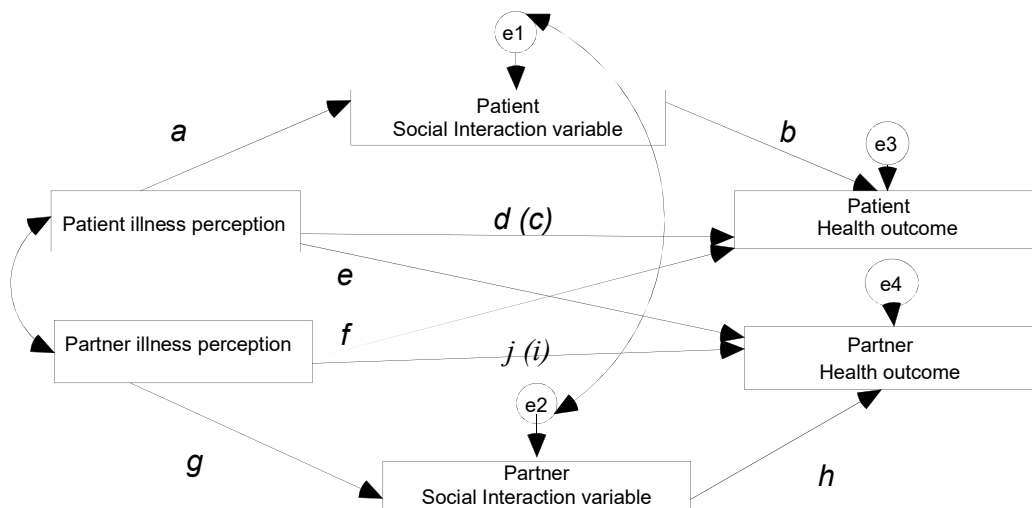 e1
Patient
Social Interaction variable
a
b
e3
Patient illness perception
d (c)
Patient
Health outcome
e
e4
f
Partner illness perception
j (i)
Partner
Health outcome
e2
g
Partner
Social Interaction variable
h